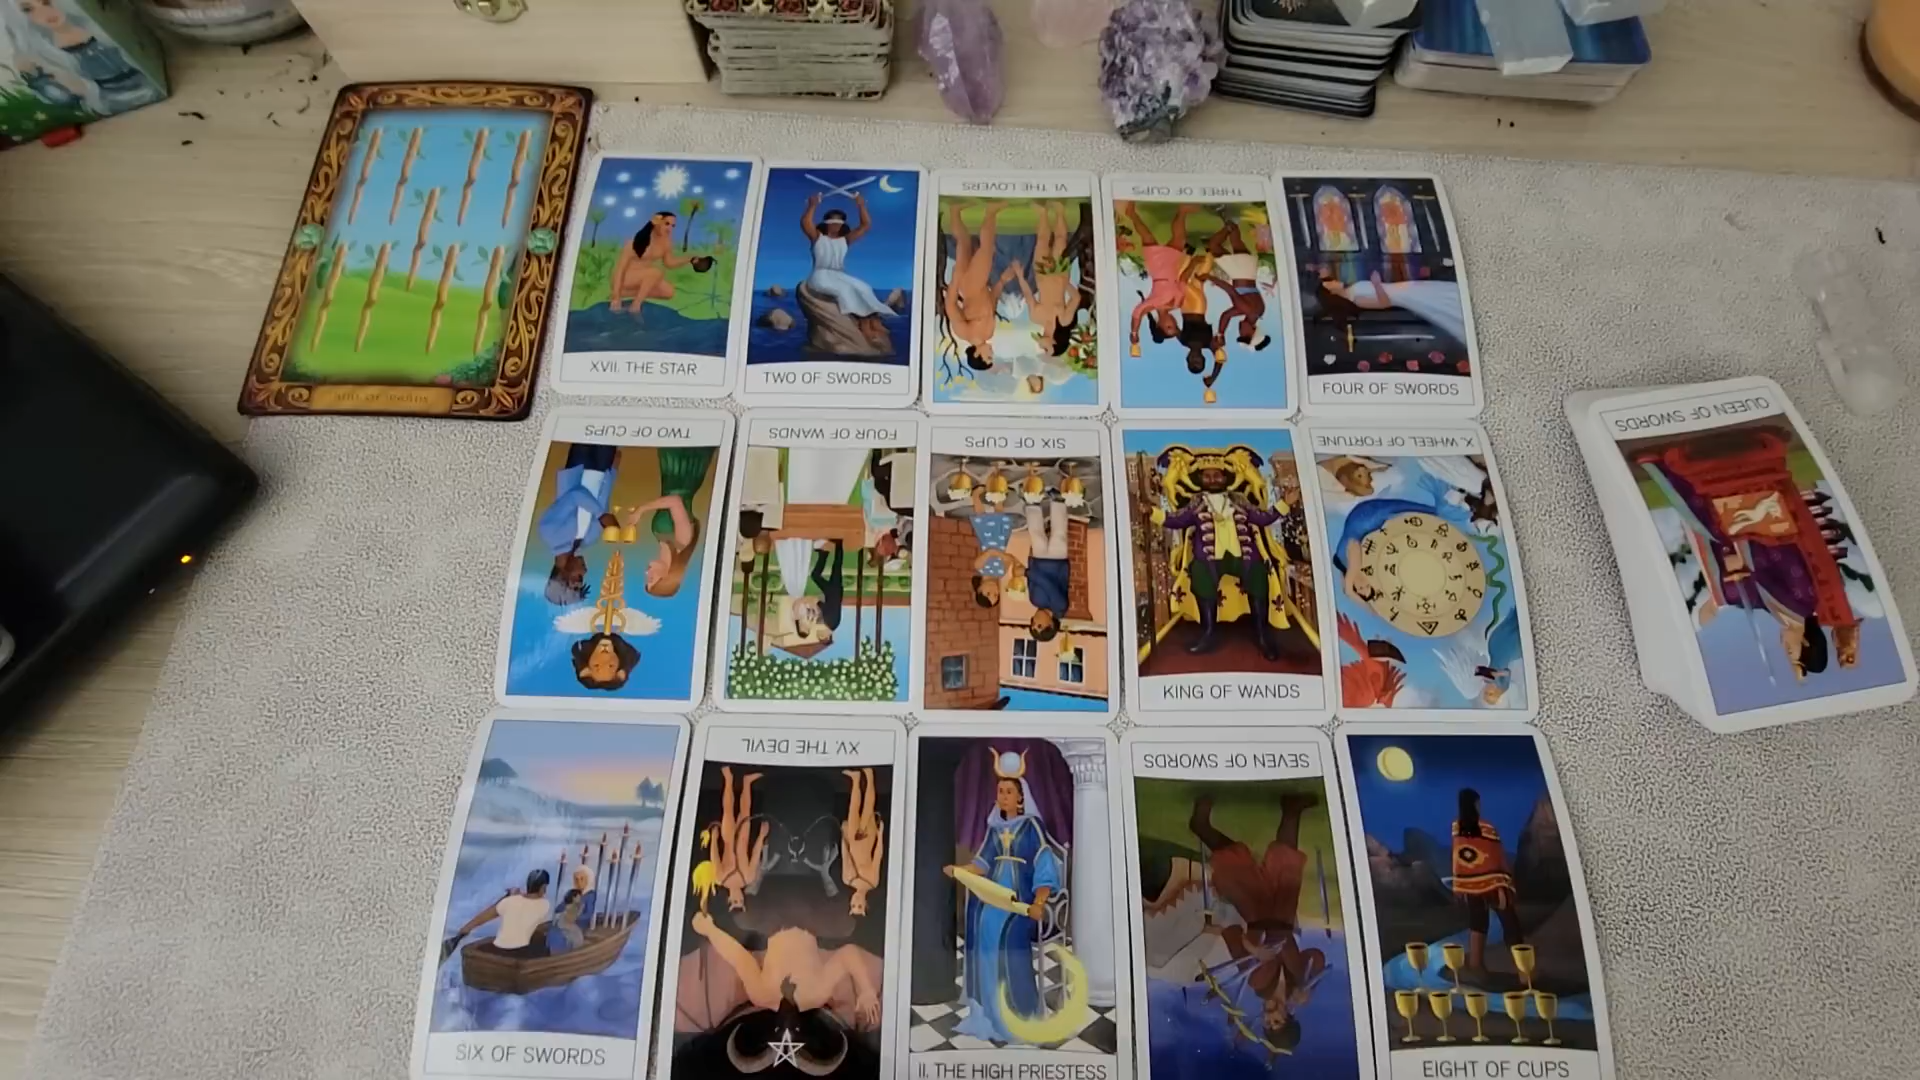 XVII. THE STAR
TWO OF SWORDS
VI. THE LOVERS
THREE OF CUPS
FOUR OF SWORDS
TWO OF CUPS
FOUR OF WANDS
SIX OF CUPS
KING OF WANDS
X. WHEEL OF FORTUNE
QUEEN OF SWORDS
SIX OF SWORDS
XV. THE DEVIL
II. THE HIGH PRIESTESS
SEVEN OF SWORDS
EIGHT OF CUPS